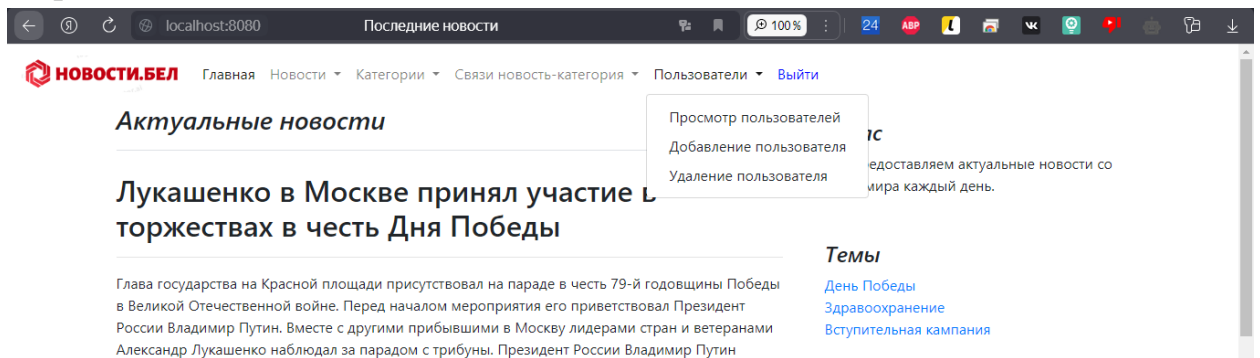 localhost:8080 Последние новости 100 % 24 ABP
НОВОСТИ.БЕЛ Главная Новости Категории Связи новость-категория Пользователи Выйти
Просмотр пользователей
Добавление пользователя
Удаление пользователя
Актуальные новости
Лукашенко в Москве принял участие в
торжествах в честь Дня Победы
Глава государства на Красной площади присутствовал на параде в честь 79-й годовщины Победы
в Великой Отечественной войне. Перед началом мероприятия его приветствовал Президент
России Владимир Путин. Вместе с другими прибывшими в Москву лидерами стран и ветеранами
Александр Лукашенко наблюдал за парадом с трибуны. Президент России Владимир Путин
актуальные новости со
мира каждый день.
Темы
День Победы
Здравоохранение
Вступительная кампания